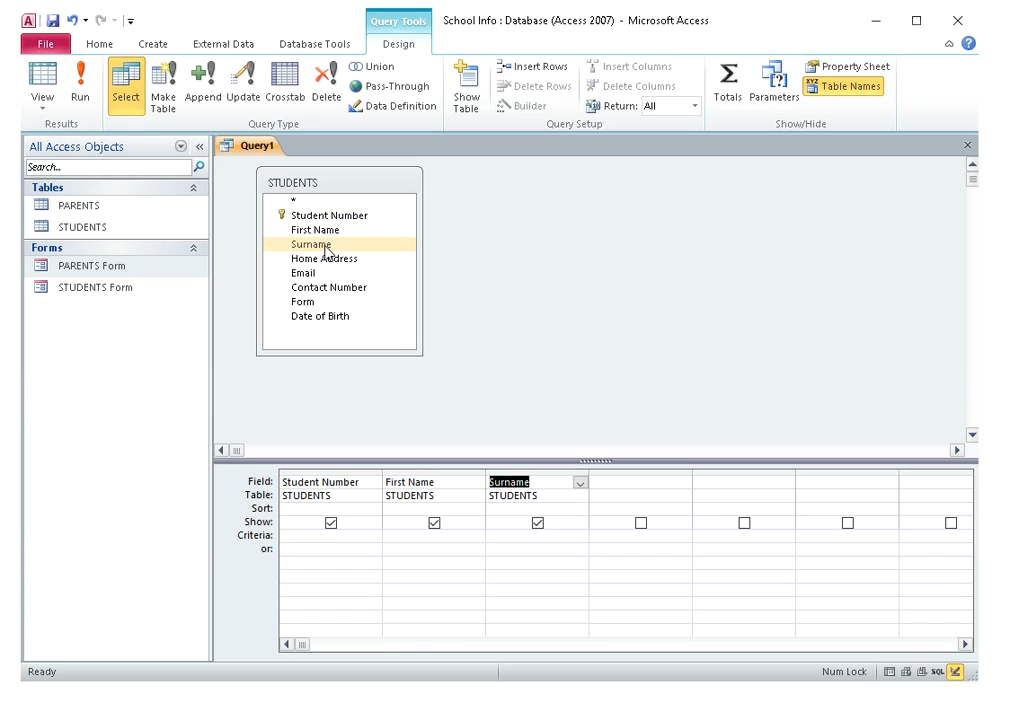 A Query Tools School Info : Database (Access 2007) - Microsoft Access
File Home Create External Data Database Tools Design
View Run Select Make Table Append Update Crosstab Delete
Union
Pass-Through
Data Definition
Show Table
Insert Rows
Delete Rows
Builder
Insert Columns
Delete Columns
Return: All
Totals Parameters
Property Sheet
XYZ Table Names
Results Query Type Query Setup Show/Hide
All Access Objects
Search..
Tables
PARENTS
STUDENTS
Forms
PARENTS Form
STUDENTS Form
Query1
STUDENTS
*
Student Number
First Name
Surname
Home Address
Email
Contact Number
Form
Date of Birth
Field: Student Number First Name Surname
Table: STUDENTS STUDENTS STUDENTS
Sort:
Show:
Criteria:
or:
Ready Num Lock SQL